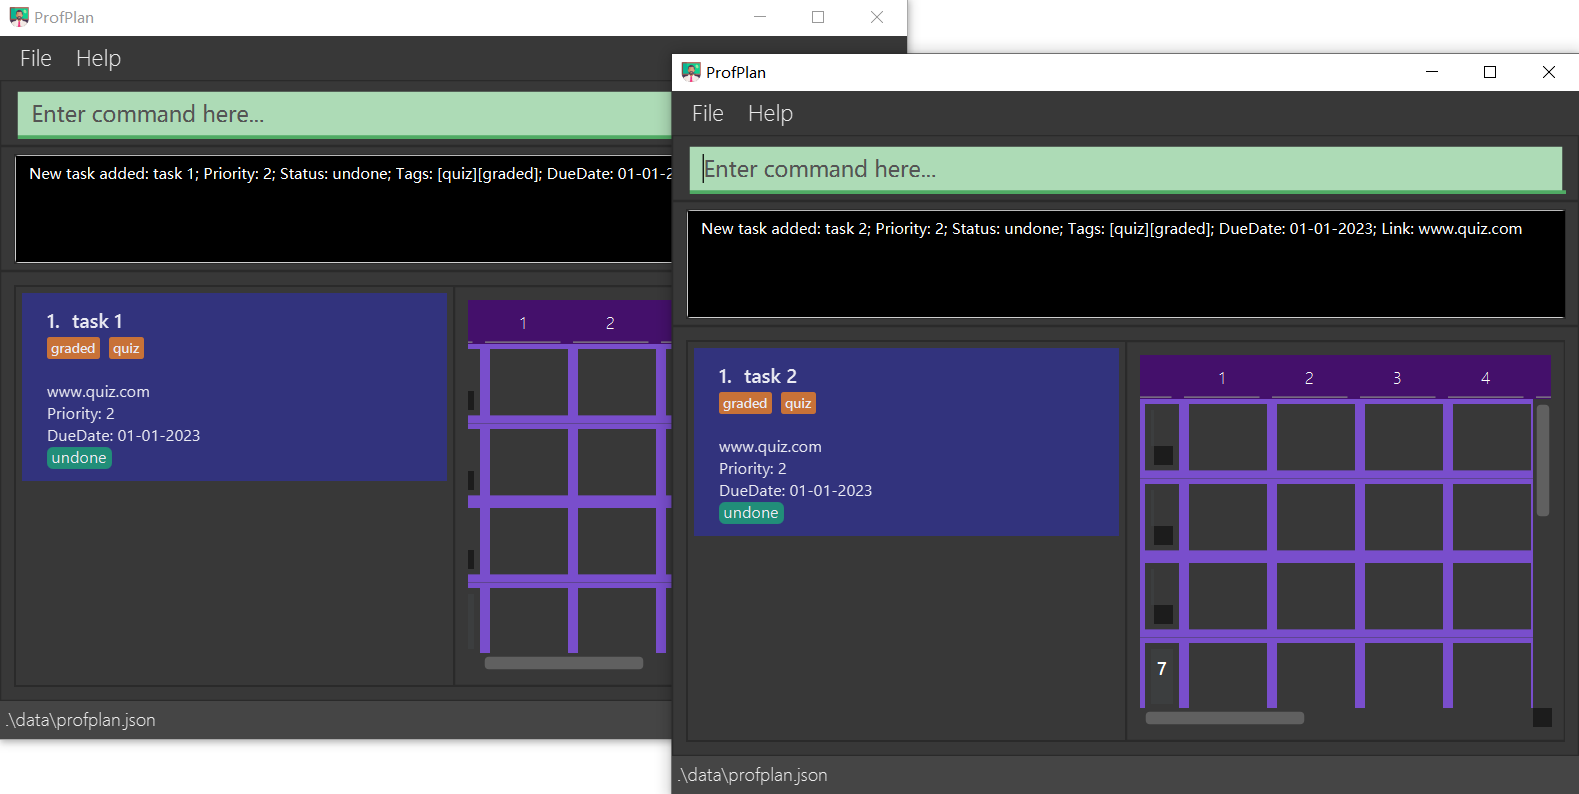 ProfPlan
File Help
Enter command here...
New task added: task 1; Priority: 2; Status: undone; Tags: [quiz][graded]; DueDate: 01-01-2
1. task 1
graded quiz
www.quiz.com
Priority: 2
DueDate: 01-01-2023
undone
1 2
.\data\profplan.json
ProfPlan
File Help
Enter command here...
New task added: task 2; Priority: 2; Status: undone; Tags: [quiz][graded]; DueDate: 01-01-2023; Link: www.quiz.com
1. task 2
graded quiz
www.quiz.com
Priority: 2
DueDate: 01-01-2023
undone
1 2 3 4
7
.\data\profplan.json